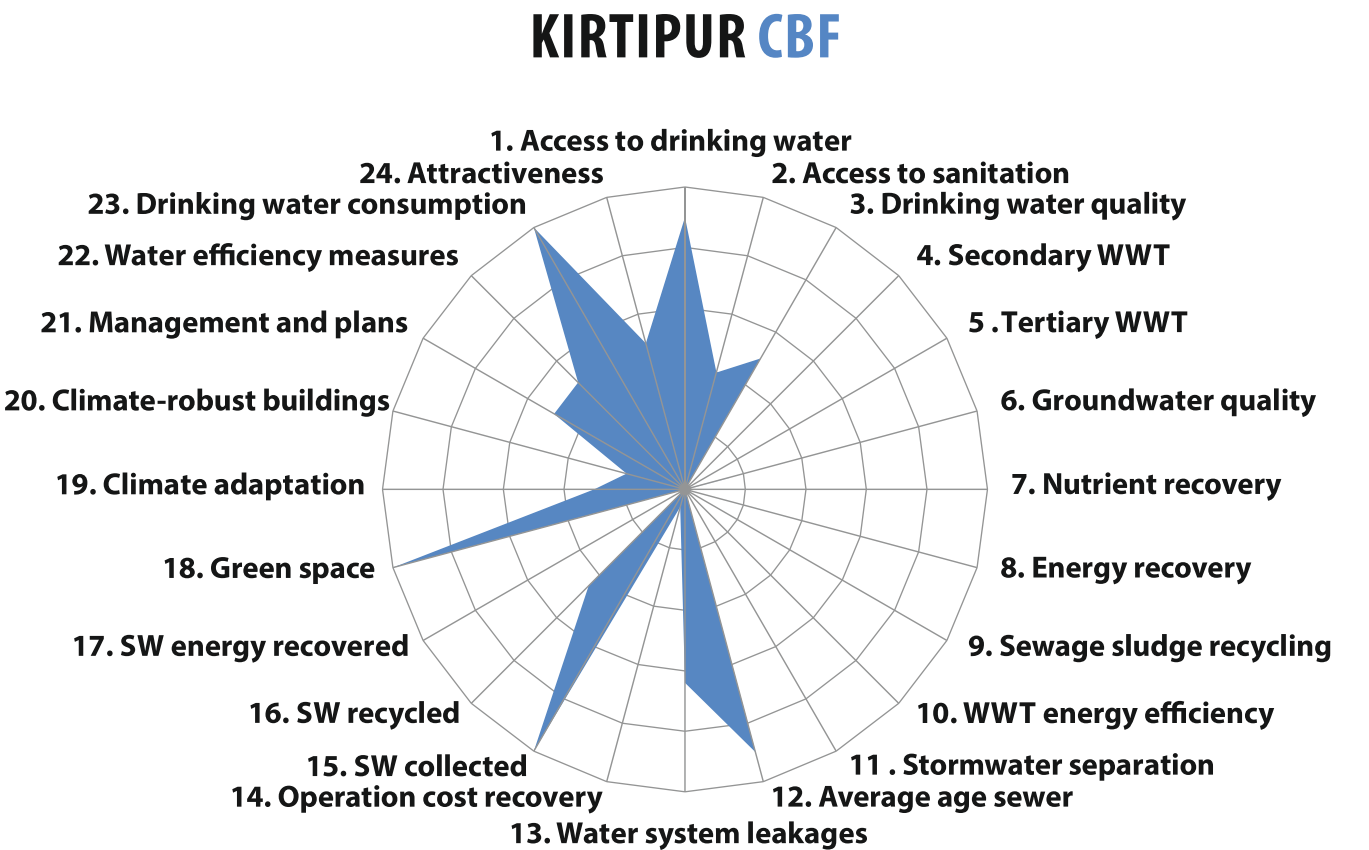 KIRTIPUR CBF
1. Access to drinking water
24. Attractiveness
2. Access to sanitation
23. Drinking water consumption
3. Drinking water quality
22. Water efficiency measures
4. Secondary WWT
21. Management and plans
5 .Tertiary WWT
20. Climate-robust buildings
6. Groundwater quality
19. Climate adaptation
7. Nutrient recovery
18. Green space
8. Energy recovery
17. SW energy recovered
9. Sewage sludge recycling
16. SW recycled
10. WWT energy efficiency
15. SW collected
11 . Stormwater separation
14. Operation cost recovery
12. Average age sewer
13. Water system leakages